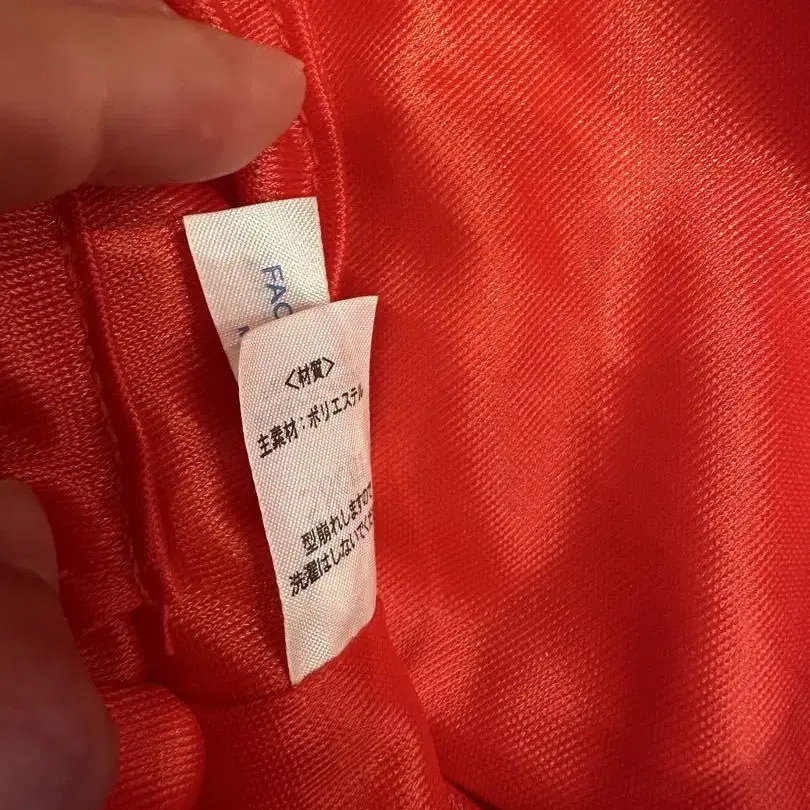 FAC
〈材質〉
主素材：ポリエステル
型崩れしますので
洗濯はしないでくだ